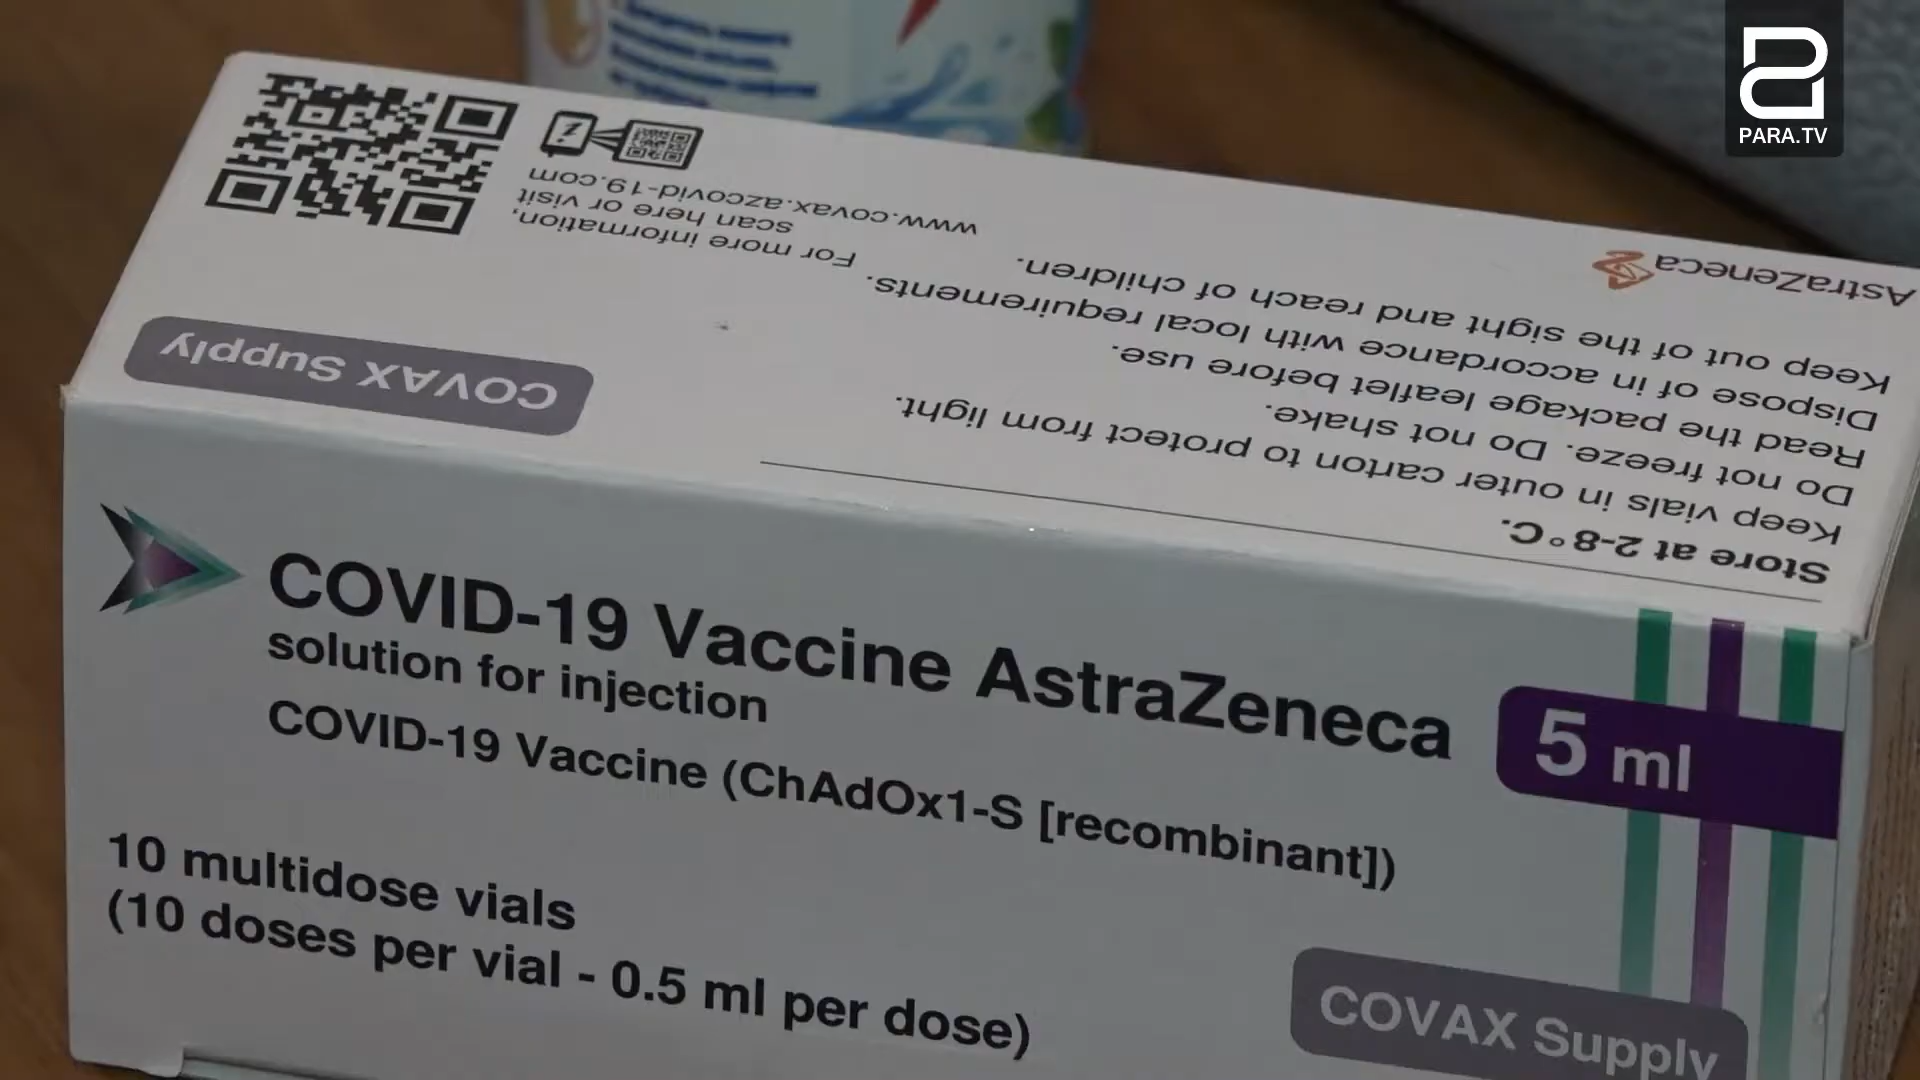 PARA.TV
www.covax.azcovid-19.com
scan here or visit
For more information,
AstraZeneca
Keep out of the sight and reach of children.
Dispose of in accordance with local requirements.
Read the package leaflet before use.
Do not freeze. Do not shake.
Keep vials in outer carton to protect from light.
Store at 2-8°C.
COVAX Supply
COVID-19 Vaccine AstraZeneca
solution for injection
COVID-19 Vaccine (ChAdOx1-S [recombinant])
5 ml
10 multidose vials
(10 doses per vial - 0.5 ml per dose)
COVAX Supply